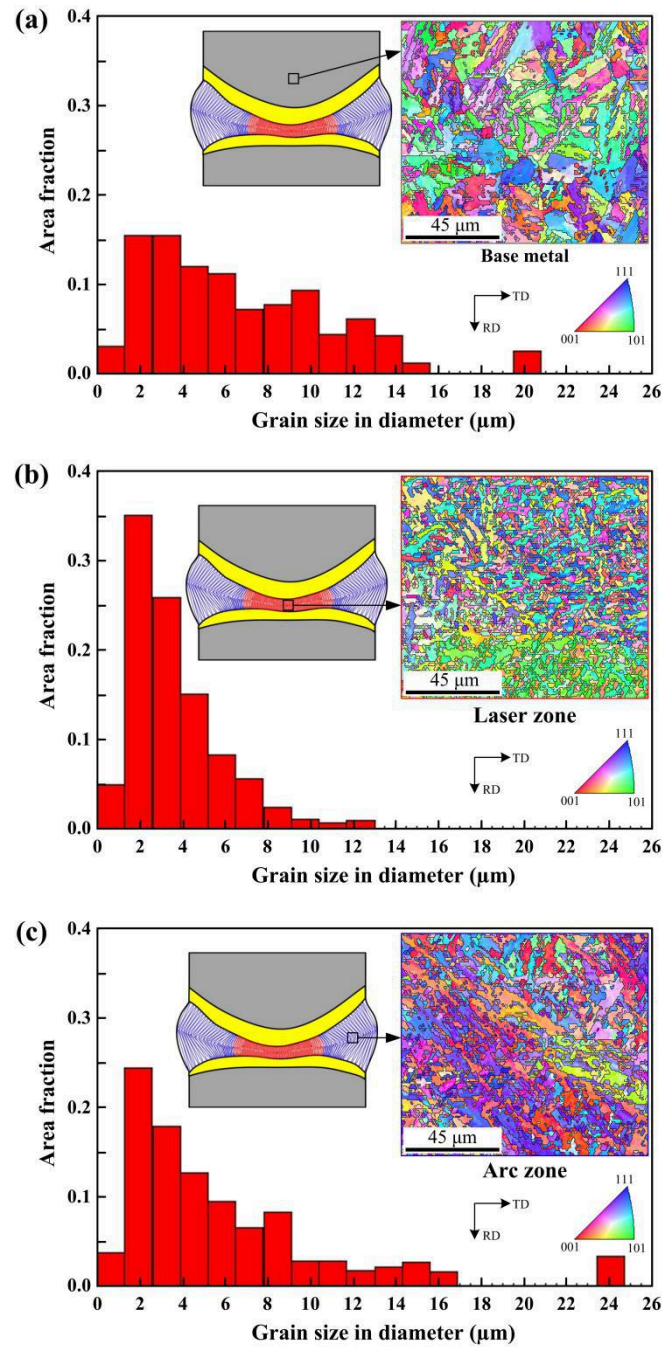 (a)
0.4
0.3
0.2
0.1
0.0
Area fraction
45 μm
Base metal
TD
RD
111
001
101
0 2 4 6 8 10 12 14 16 18 20 22 24 26
Grain size in diameter (μm)
(b)
0.4
0.3
0.2
0.1
0.0
Area fraction
45 μm
Laser zone
TD
RD
111
001
101
0 2 4 6 8 10 12 14 16 18 20 22 24 26
Grain size in diameter (μm)
(c)
0.4
0.3
0.2
0.1
0.0
Area fraction
45 μm
Arc zone
TD
RD
111
001
101
0 2 4 6 8 10 12 14 16 18 20 22 24 26
Grain size in diameter (μm)